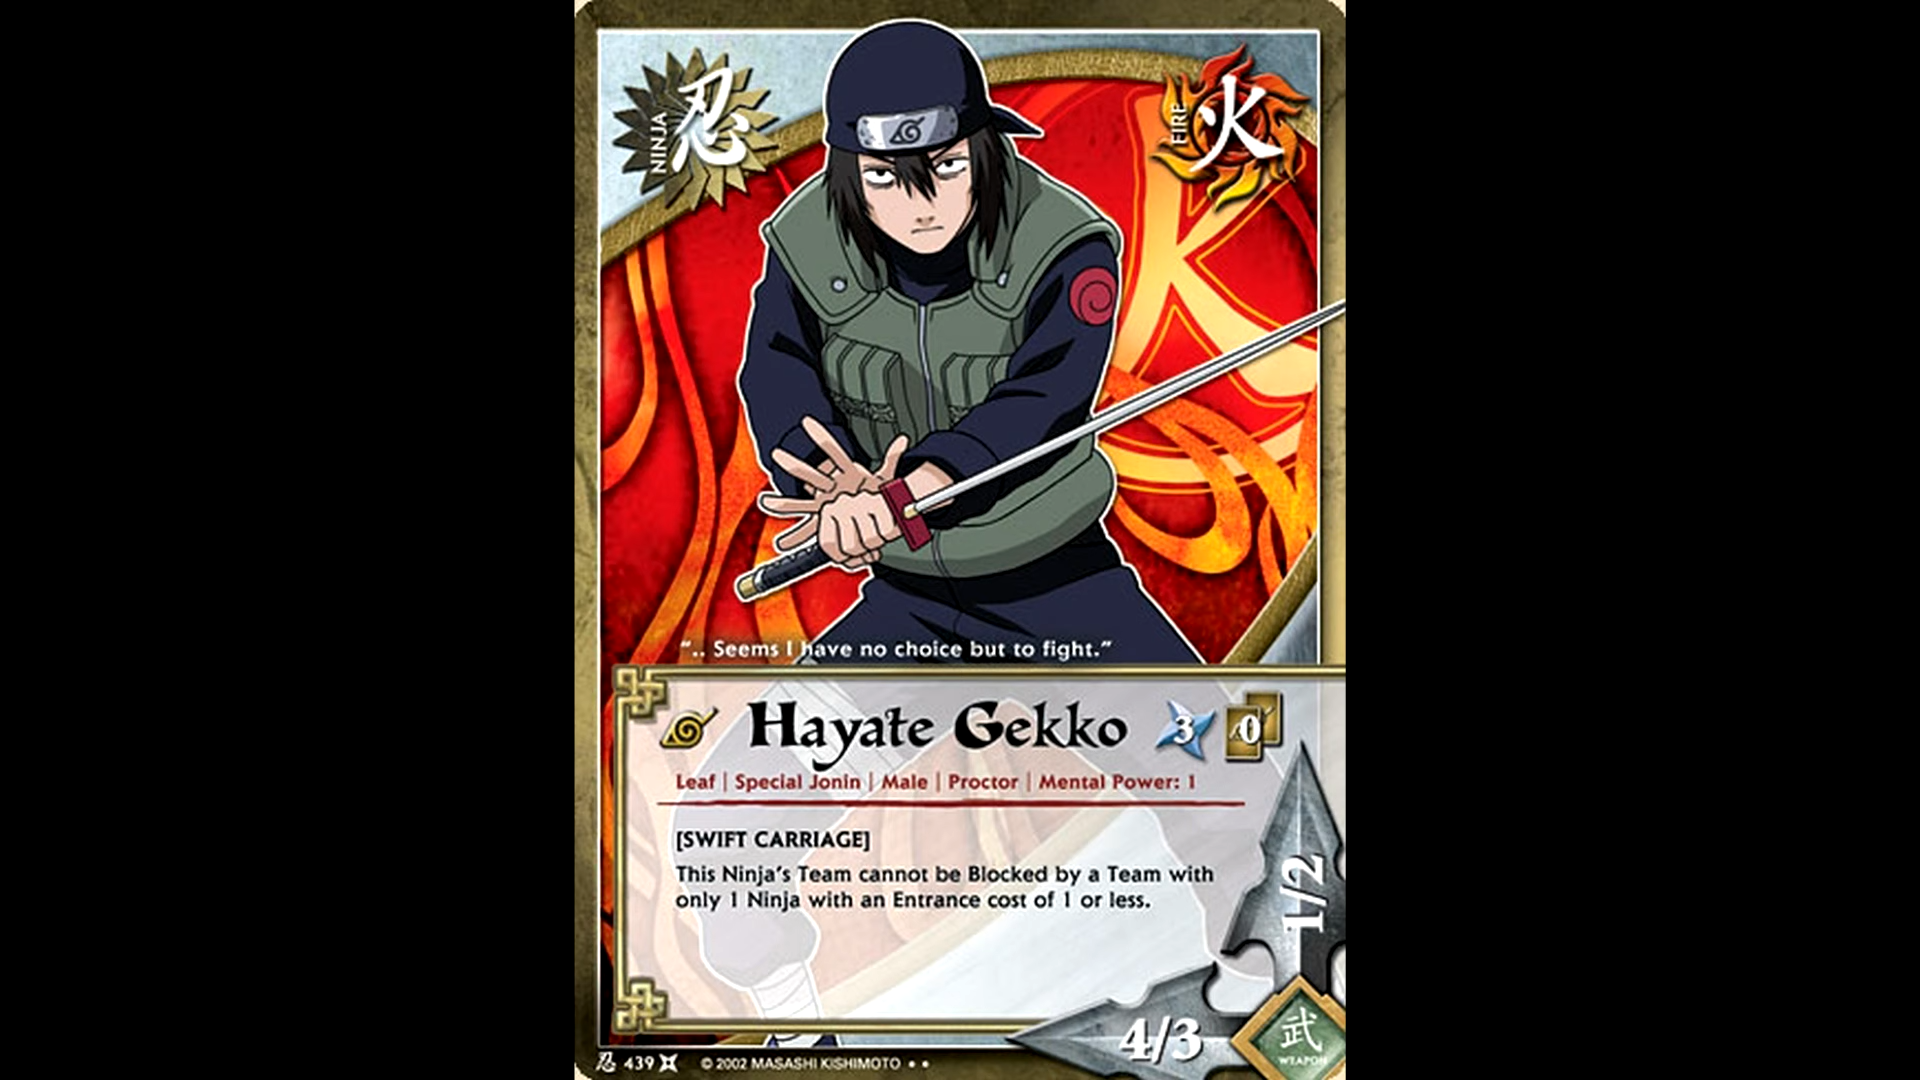 忍
NINJA
FIRE
火
K
".. Seems I have no choice but to fight."
Hayate Gekko 3 0
Leaf | Special Jonin | Male | Proctor | Mental Power: 1
[SWIFT CARRIAGE]
This Ninja's Team cannot be Blocked by a Team with
only 1 Ninja with an Entrance cost of 1 or less.
1/2
4/3
武
WEAPON
忍 439 © 2002 MASASHI KISHIMOTO